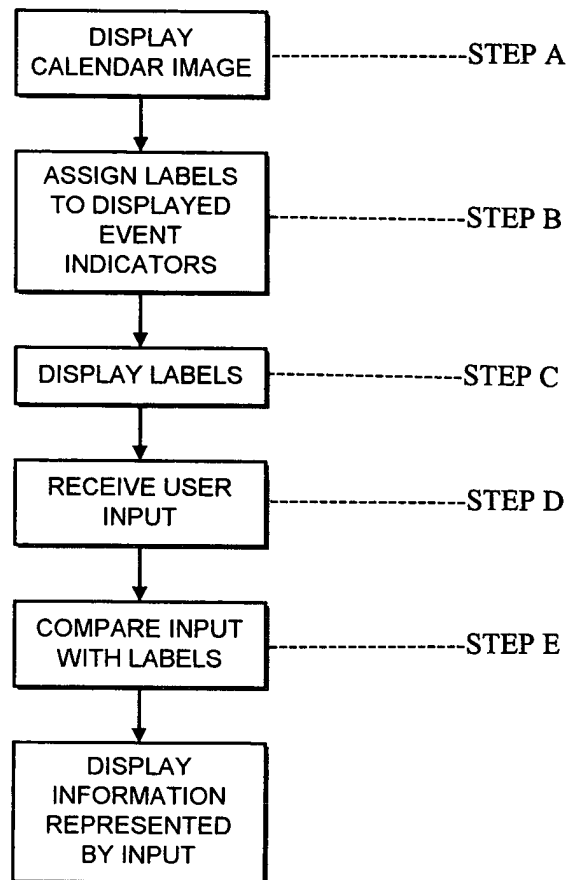 DISPLAY
CALENDAR IMAGE
STEP A
ASSIGN LABELS
TO DISPLAYED
EVENT
INDICATORS
STEP B
DISPLAY LABELS
STEP C
RECEIVE USER
INPUT
STEP D
COMPARE INPUT
WITH LABELS
STEP E
DISPLAY
INFORMATION
REPRESENTED
BY INPUT